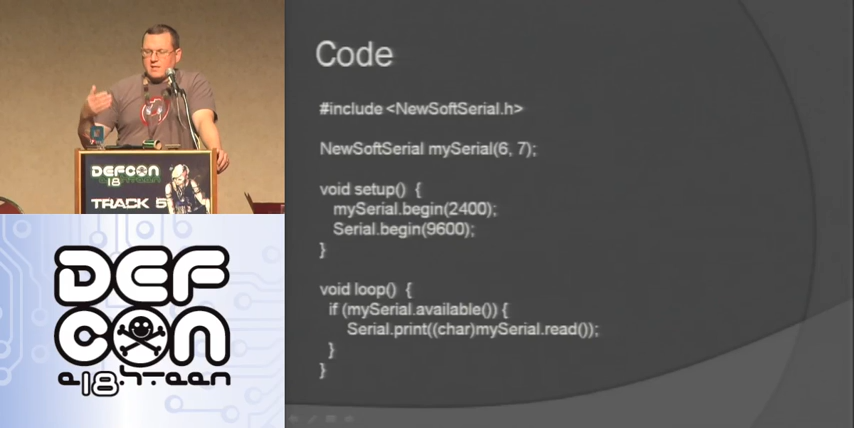 DEFCON
18
TRACK 5
DEF
CON
e18hteen
Code
#include <NewSoftSerial.h>
NewSoftSerial mySerial(6, 7);
void setup() {
mySerial.begin(2400);
Serial.begin(9600);
}
void loop() {
if (mySerial.available()) {
Serial.print((char)mySerial.read());
}
}